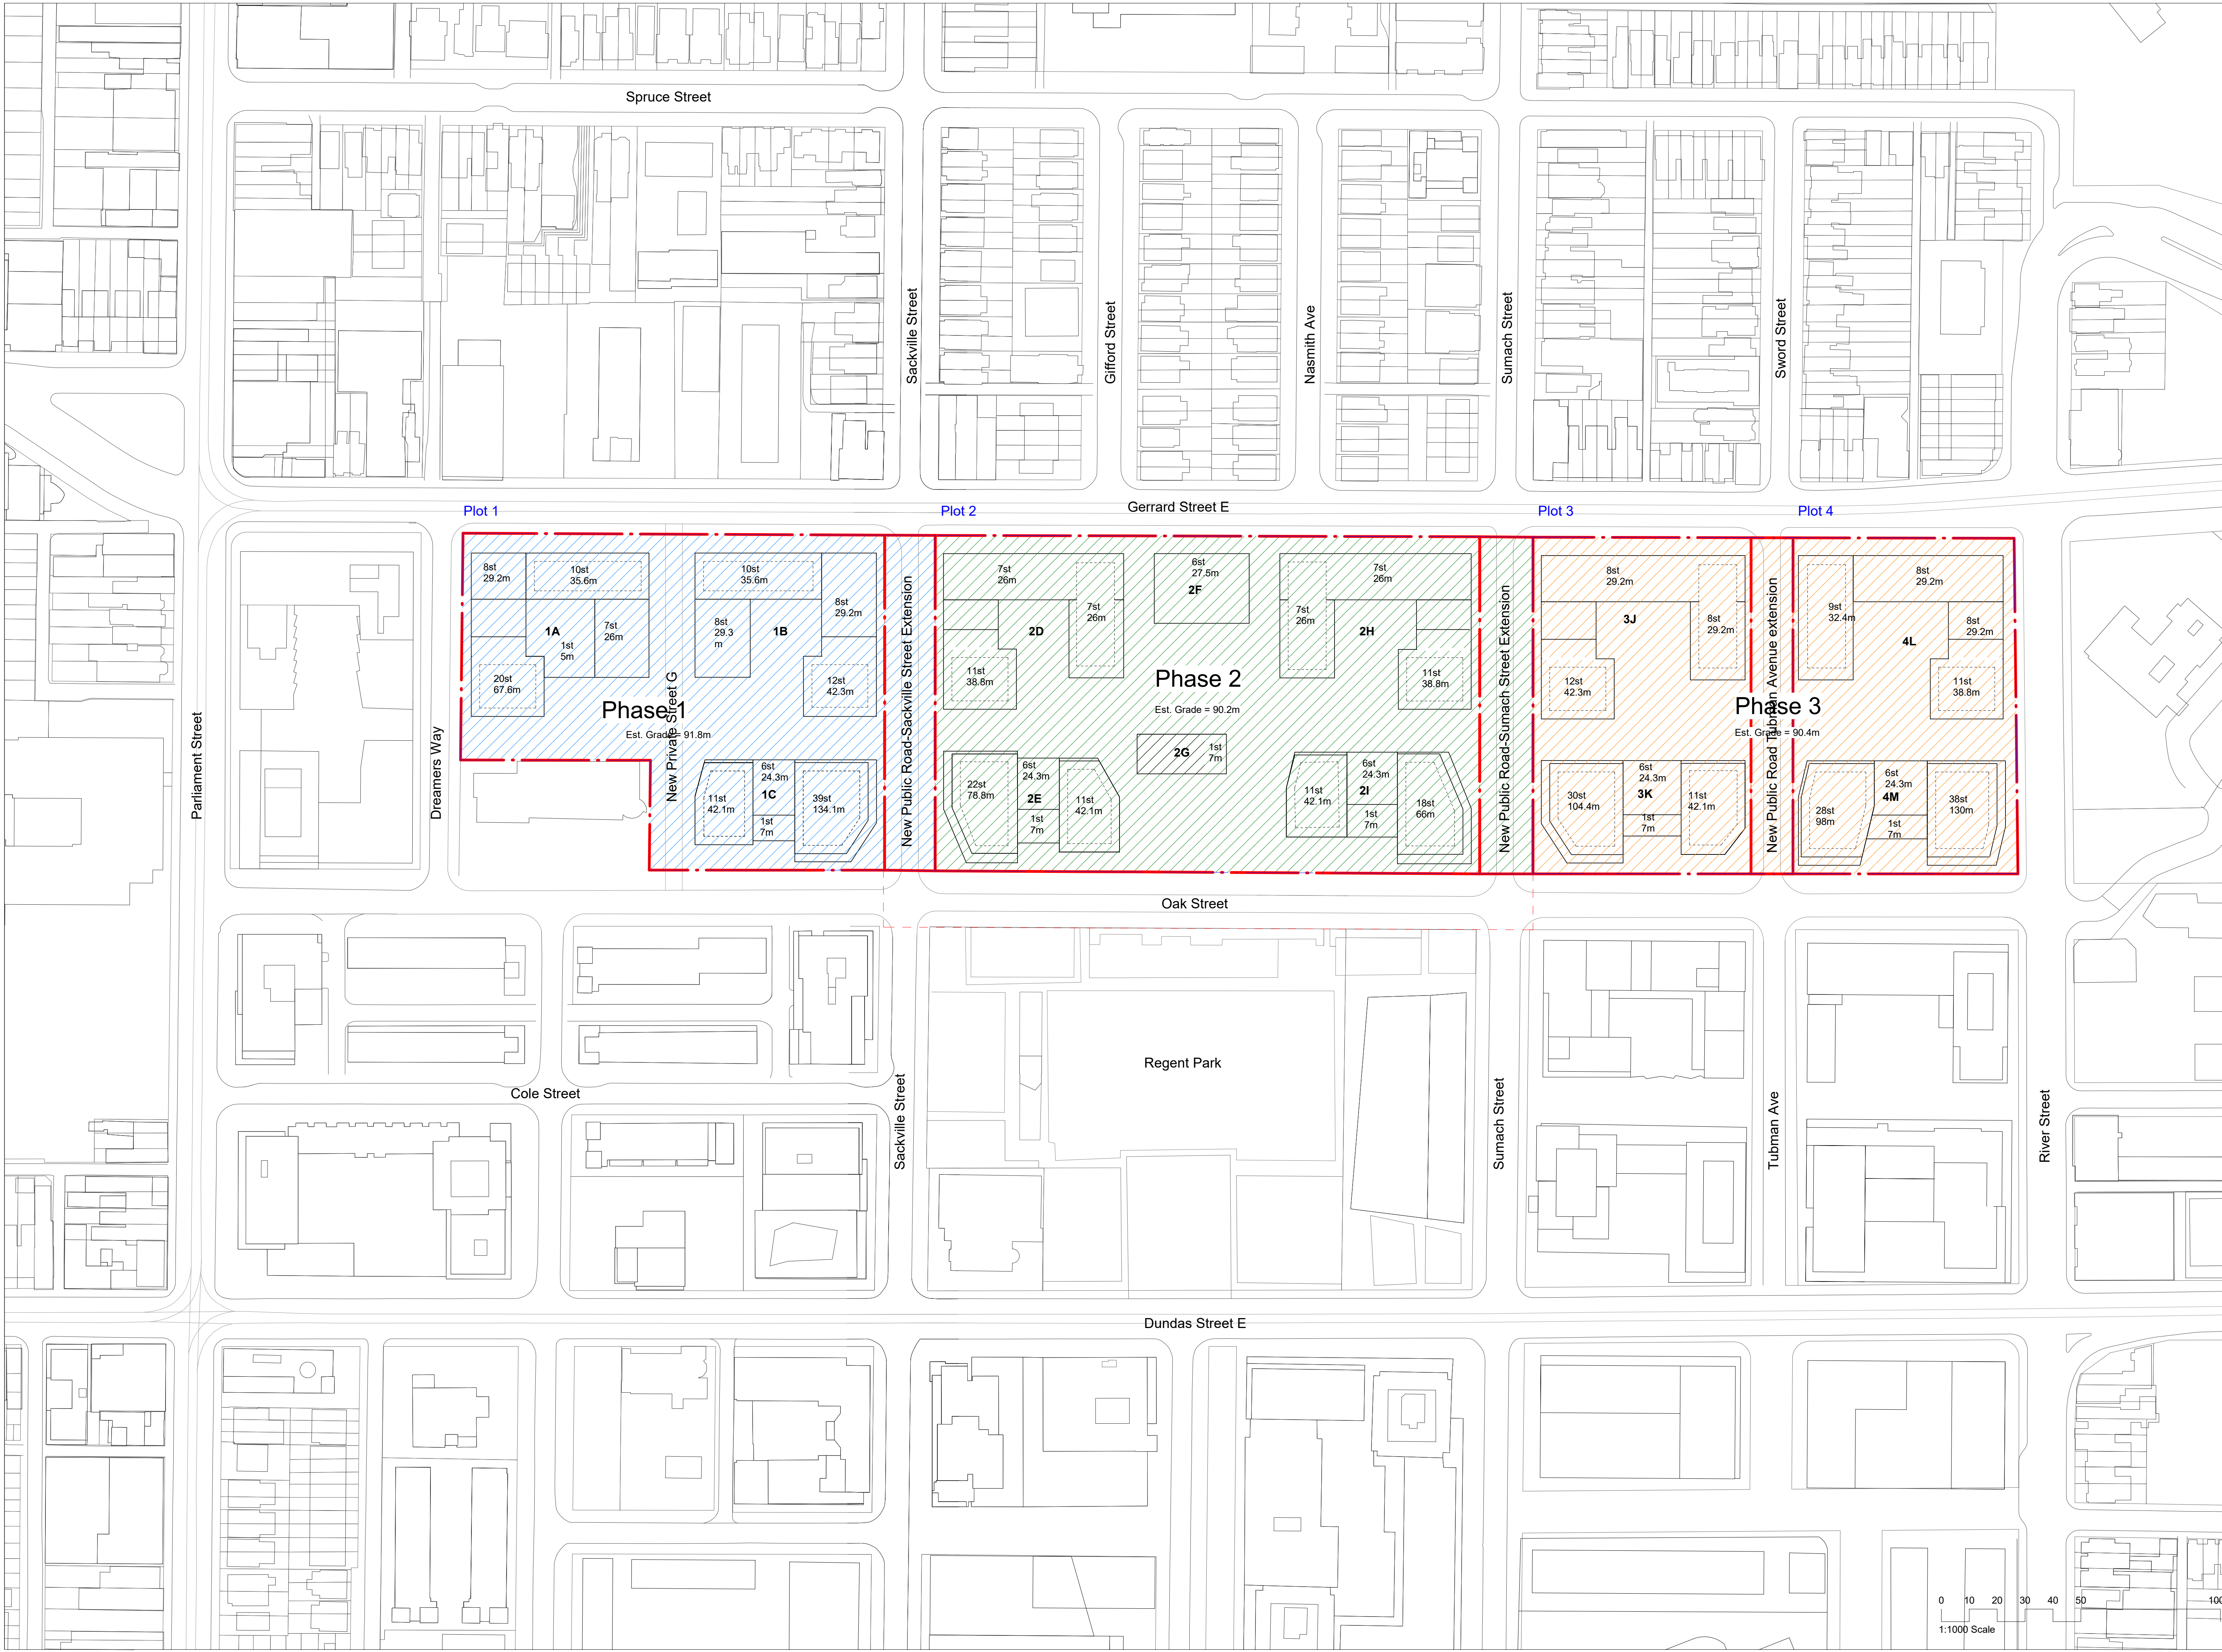 Spruce Street
Sackville Street
Gifford Street
Nasmith Ave
Sumach Street
Sword Street
Gerrard Street E
Plot 1
Plot 2
Plot 3
Plot 4
Parliament Street
Dreamers Way
8st
29.2m
10st
35.6m
1A
1st
5m
7st
26m
20st
67.6m
10st
35.6m
8st
29.2m
8st
29.3
m
1B
12st
42.3m
Phase 1
Est. Grade = 91.8m
New Private Street G
11st
42.1m
6st
24.3m
1C
1st
7m
39st
134.1m
New Public Road-Sackville Street Extension
7st
26m
7st
26m
2D
11st
38.8m
6st
27.5m
2F
7st
26m
7st
26m
2H
11st
38.8m
Phase 2
Est. Grade = 90.2m
2G
1st
7m
22st
78.8m
6st
24.3m
2E
1st
7m
11st
42.1m
11st
42.1m
6st
24.3m
2I
1st
7m
18st
66m
New Public Road-Sumach Street Extension
8st
29.2m
3J
8st
29.2m
12st
42.3m
30st
104.4m
6st
24.3m
3K
1st
7m
11st
42.1m
New Public Road Tubman Avenue extension
Phase 3
Est. Grade = 90.4m
9st
32.4m
8st
29.2m
8st
29.2m
4L
11st
38.8m
28st
98m
6st
24.3m
4M
1st
7m
38st
130m
Oak Street
Regent Park
Cole Street
Sackville Street
Sumach Street
Tubman Ave
River Street
Dundas Street E
0 10 20 30 40 50 100
1:1000 Scale